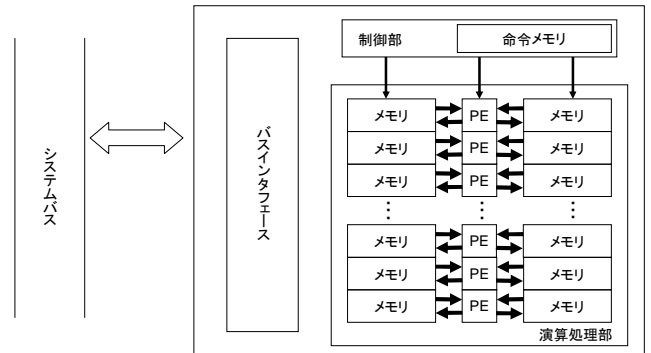 システムバス
バスインタフェース
制御部
命令メモリ
メモリ PE メモリ
メモリ PE メモリ
メモリ PE メモリ
… … …
メモリ PE メモリ
メモリ PE メモリ
メモリ PE メモリ
演算処理部